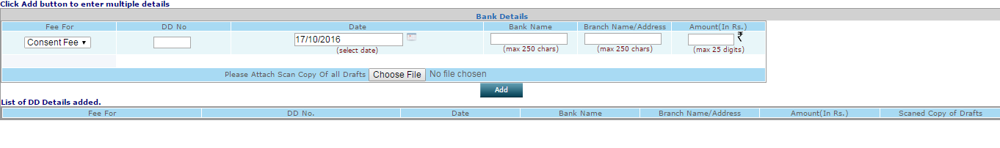 Click Add button to enter multiple details
Bank Details
Fee For DD No Date Bank Name Branch Name/Address Amount(In Rs.)
Consent Fee 17/10/2016 ₹
(select date) (max 250 chars) (max 250 chars) (max 25 digits)
Please Attach Scan Copy Of all Drafts Choose File No file chosen
Add
List of DD Details added.
Fee For DD No. Date Bank Name Branch Name/Address Amount(In Rs.) Scaned Copy of Drafts